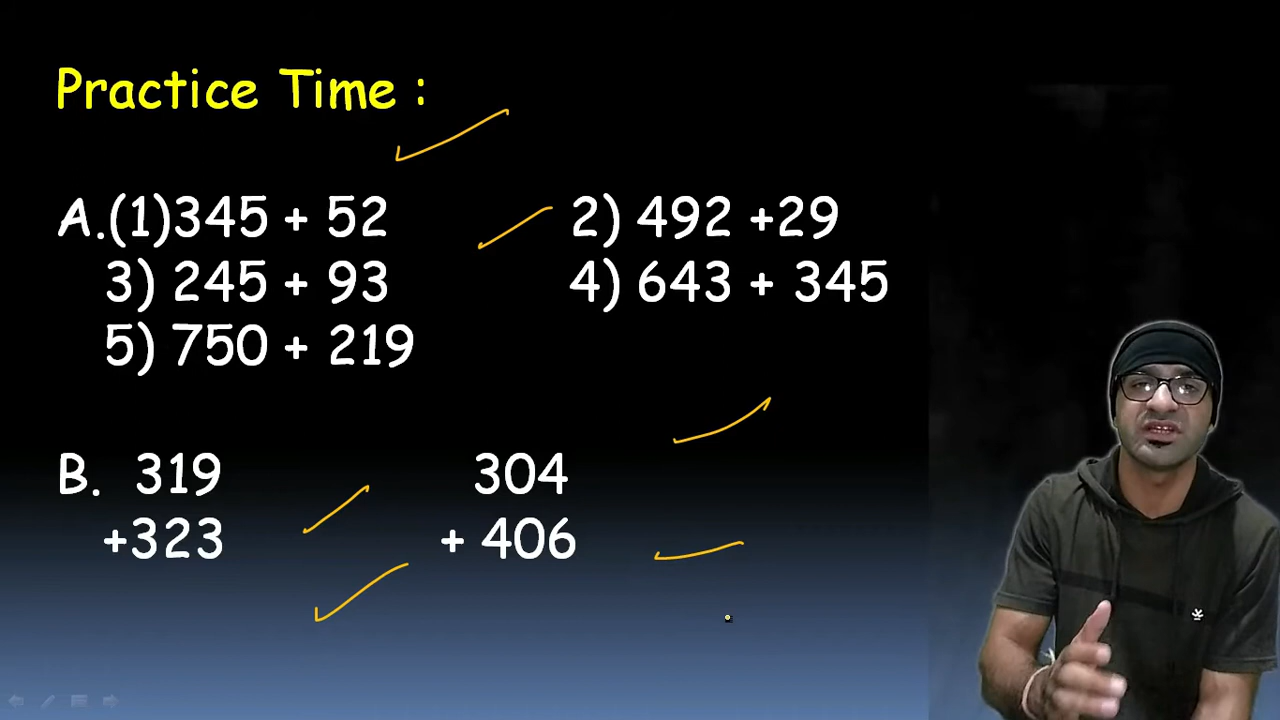 Practice Time :
A.(1)345 + 52 2) 492 +29
3) 245 + 93 4) 643 + 345
5) 750 + 219
B. 319 304
+323 + 406